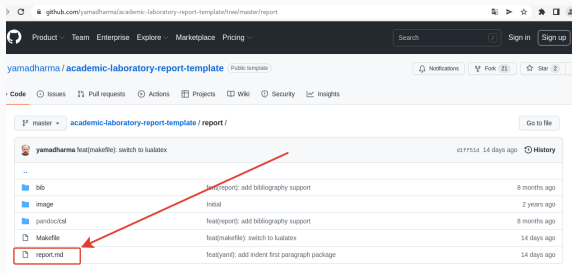 github.com/yamadharma/academic-laboratory-report-template/tree/master/report
Product Team Enterprise Explore Marketplace Pricing Search / Sign in Sign up
yamadharma / academic-laboratory-report-template Public template Notifications Fork 21 Star 2
Code Issues Pull requests Actions Projects Wiki Security Insights
master academic-laboratory-report-template / report / Go to file
yamadharma feat(makefile): switch to lualatex d1ff51d 14 days ago History
..
bib feat(report): add bibliography support 8 months ago
image Initial 2 years ago
pandoc/csl feat(report): add bibliography support 8 months ago
Makefile feat(makefile): switch to lualatex 14 days ago
report.md feat(yaml): add indent first paragraph package 14 days ago